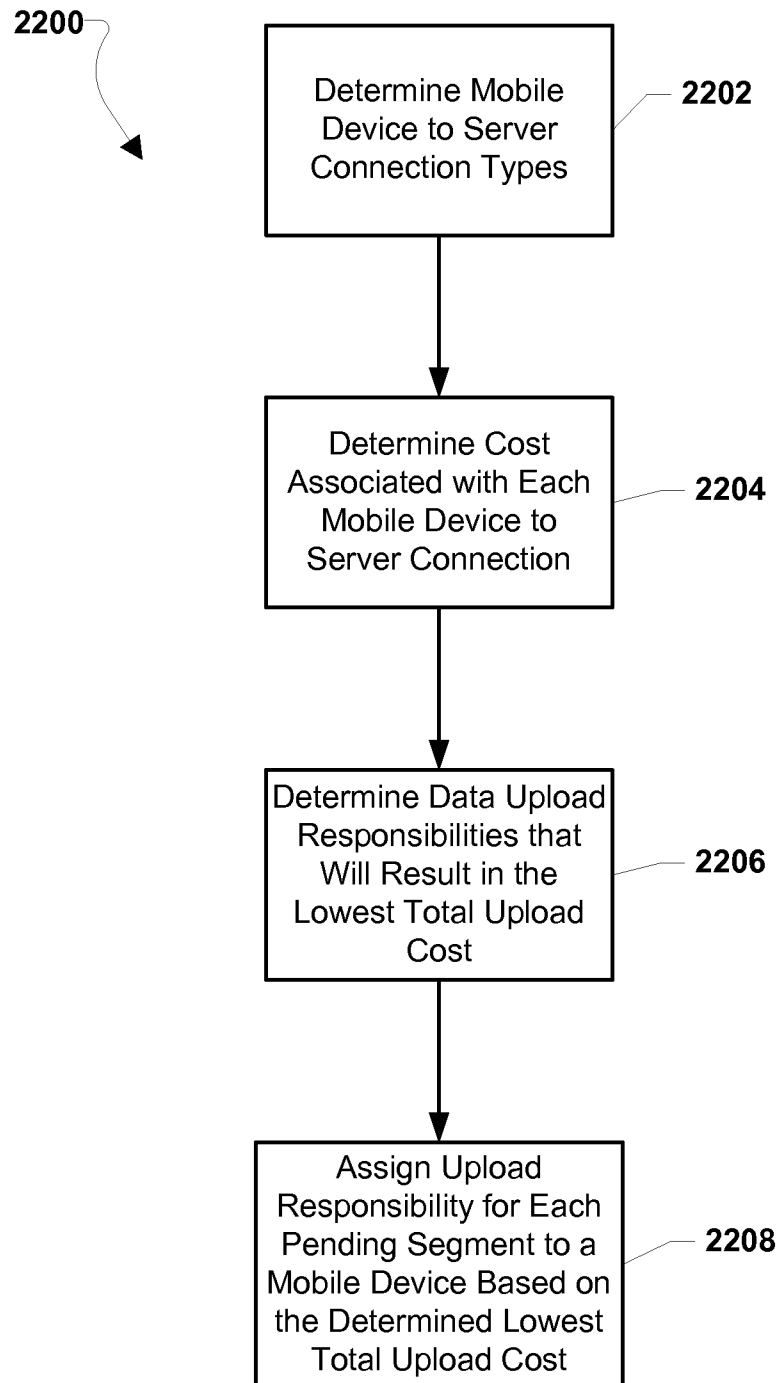 2200
Determine Mobile
Device to Server
Connection Types
2202
Determine Cost
Associated with Each
Mobile Device to
Server Connection
2204
Determine Data Upload
Responsibilities that
Will Result in the
Lowest Total Upload
Cost
2206
Assign Upload
Responsibility for Each
Pending Segment to a
Mobile Device Based on
the Determined Lowest
Total Upload Cost
2208